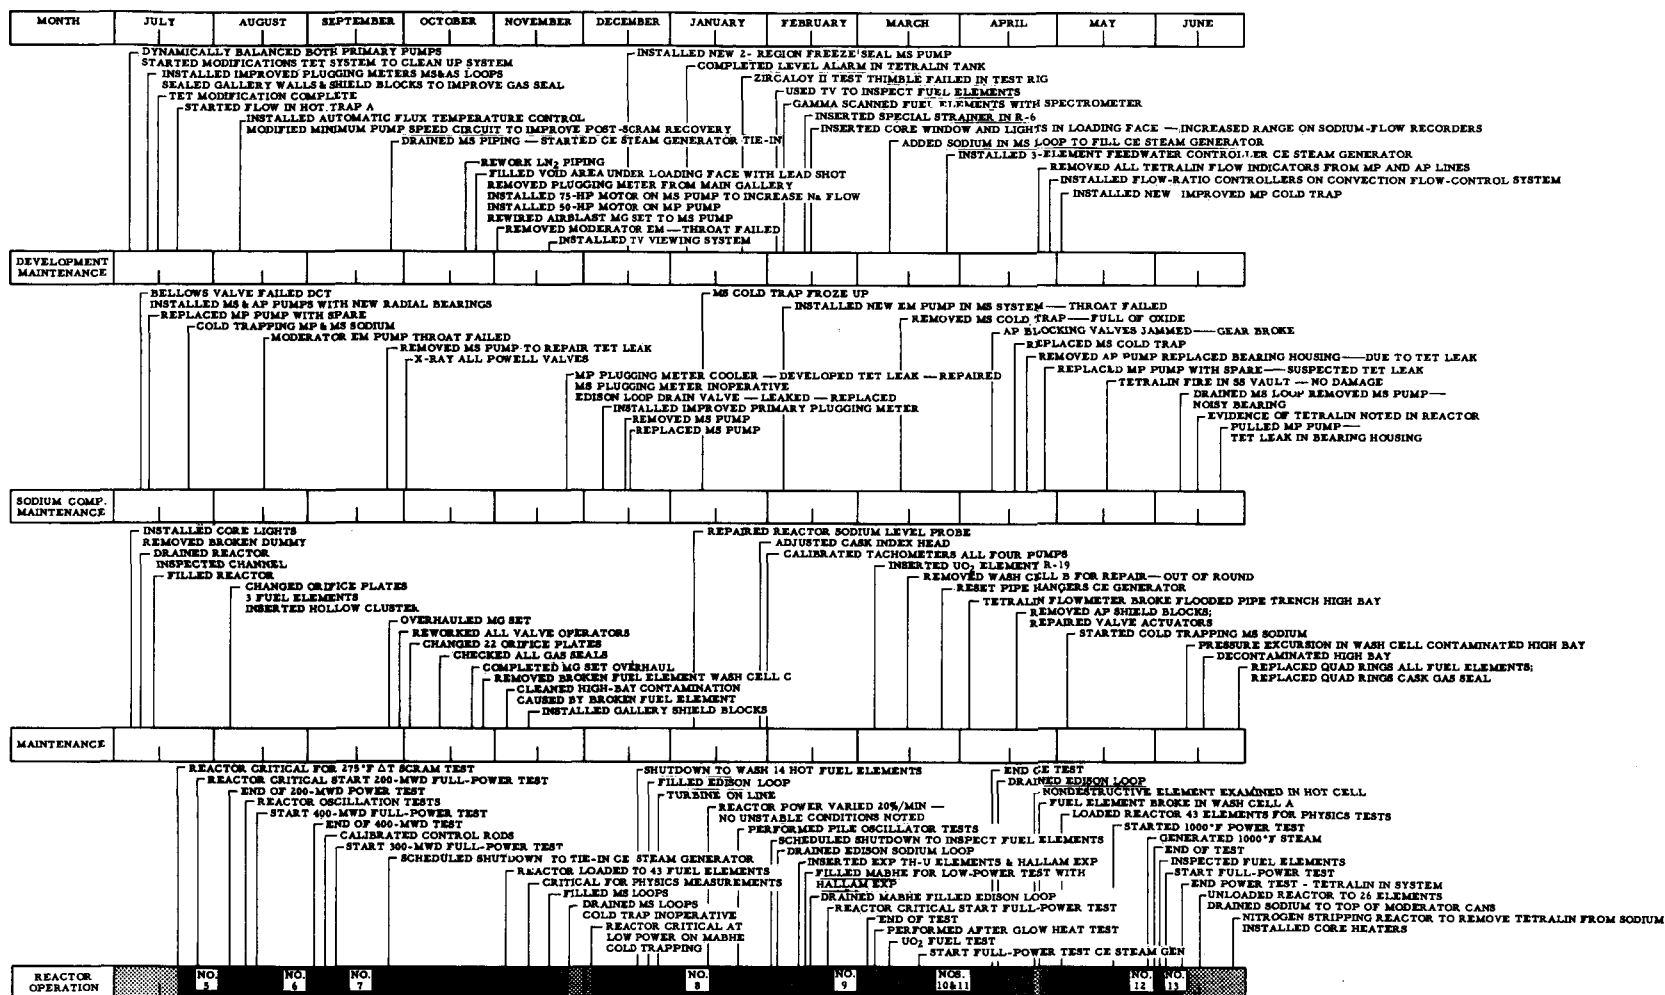 MONTH JULY AUGUST SEPTEMBER OCTOBER NOVEMBER DECEMBER JANUARY FEBRUARY MARCH APRIL MAY JUNE
DYNAMICALLY BALANCED BOTH PRIMARY PUMPS
STARTED MODIFICATIONS TET SYSTEM TO CLEAN UP SYSTEM
INSTALLED IMPROVED PLUGGING METERS MS&AS LOOPS
SEALED GALLERY WALLS & SHIELD BLOCKS TO IMPROVE GAS SEAL
TET MODIFICATION COMPLETE
STARTED FLOW IN HOT TRAP A
INSTALLED AUTOMATIC FLUX TEMPERATURE CONTROL
MODIFIED MINIMUM PUMP SPEED CIRCUIT TO IMPROVE POST-SCRAM RECOVERY
DRAINED MS PIPING — STARTED CE STEAM GENERATOR TIE-IN
REWORK LN₂ PIPING
FILLED VOID AREA UNDER LOADING FACE WITH LEAD SHOT
REMOVED PLUGGING METER FROM MAIN GALLERY
INSTALLED 75-HP MOTOR ON MS PUMP TO INCREASE Na FLOW
INSTALLED 50-HP MOTOR ON MP PUMP
REWIRED AIRBLAST MG SET TO MS PUMP
REMOVED MODERATOR EM — THROAT FAILED
INSTALLED TV VIEWING SYSTEM
INSTALLED NEW 2- REGION FREEZE SEAL MS PUMP
COMPLETED LEVEL ALARM IN TETRALIN TANK
ZIRCALOY II TEST THIMBLE FAILED IN TEST RIG
USED TV TO INSPECT FUEL ELEMENTS
GAMMA SCANNED FUEL ELEMENTS WITH SPECTROMETER
INSERTED SPECIAL STRAINER IN R-6
INSERTED CORE WINDOW AND LIGHTS IN LOADING FACE — INCREASED RANGE ON SODIUM-FLOW RECORDERS
ADDED SODIUM IN MS LOOP TO FILL CE STEAM GENERATOR
INSTALLED 3-ELEMENT FEEDWATER CONTROLLER CE STEAM GENERATOR
REMOVED ALL TETRALIN FLOW INDICATORS FROM MP AND AP LINES
INSTALLED FLOW-RATIO CONTROLLERS ON CONVECTION FLOW-CONTROL SYSTEM
INSTALLED NEW IMPROVED MP COLD TRAP
DEVELOPMENT
MAINTENANCE
BELLOWS VALVE FAILED DCT
INSTALLED MS & AP PUMPS WITH NEW RADIAL BEARINGS
REPLACED MP PUMP WITH SPARE
COLD TRAPPING MP & MS SODIUM
MODERATOR EM PUMP THROAT FAILED
REMOVED MS PUMP TO REPAIR TET LEAK
X-RAY ALL POWELL VALVES
MP PLUGGING METER COOLER — DEVELOPED TET LEAK — REPAIRED
MS PLUGGING METER INOPERATIVE
EDISON LOOP DRAIN VALVE — LEAKED — REPLACED
INSTALLED IMPROVED PRIMARY PLUGGING METER
REMOVED MS PUMP
REPLACED MS PUMP
MS COLD TRAP FROZE UP
INSTALLED NEW EM PUMP IN MS SYSTEM — THROAT FAILED
REMOVED MS COLD TRAP — FULL OF OXIDE
AP BLOCKING VALVES JAMMED — GEAR BROKE
REPLACED MS COLD TRAP
REMOVED AP PUMP REPLACED BEARING HOUSING — DUE TO TET LEAK
REPLACED MP PUMP WITH SPARE — SUSPECTED TET LEAK
TETRALIN FIRE IN SS VAULT — NO DAMAGE
DRAINED MS LOOP REMOVED MS PUMP —
NOISY BEARING
EVIDENCE OF TETRALIN NOTED IN REACTOR
PULLED MP PUMP —
TET LEAK IN BEARING HOUSING
SODIUM COMP.
MAINTENANCE
INSTALLED CORE LIGHTS
REMOVED BROKEN DUMMY
DRAINED REACTOR
INSPECTED CHANNEL
FILLED REACTOR
CHANGED ORIFICE PLATES
3 FUEL ELEMENTS
INSERTED HOLLOW CLUSTER
OVERHAULED MG SET
REWORKED ALL VALVE OPERATORS
CHANGED 22 ORIFICE PLATES
CHECKED ALL GAS SEALS
COMPLETED MG SET OVERHAUL
REMOVED BROKEN FUEL ELEMENT WASH CELL C
CLEANED HIGH-BAY CONTAMINATION
CAUSED BY BROKEN FUEL ELEMENT
INSTALLED GALLERY SHIELD BLOCKS
REPAIRED REACTOR SODIUM LEVEL PROBE
ADJUSTED CASK INDEX HEAD
CALIBRATED TACHOMETERS ALL FOUR PUMPS
INSERTED UO₂ ELEMENT R-19
REMOVED WASH CELL B FOR REPAIR — OUT OF ROUND
RESET PIPE HANGERS CE GENERATOR
TETRALIN FLOWMETER BROKE FLOODED PIPE TRENCH HIGH BAY
REMOVED AP SHIELD BLOCKS;
REPAIRED VALVE ACTUATORS
STARTED COLD TRAPPING MS SODIUM
PRESSURE EXCURSION IN WASH CELL CONTAMINATED HIGH BAY
DECONTAMINATED HIGH BAY
REPLACED QUAD RINGS ALL FUEL ELEMENTS;
REPLACED QUAD RINGS CASK GAS SEAL
MAINTENANCE
REACTOR CRITICAL FOR 275°F ΔT SCRAM TEST
REACTOR CRITICAL START 200-MWD FULL-POWER TEST
END OF 200-MWD POWER TEST
REACTOR OSCILLATION TESTS
START 400-MWD FULL-POWER TEST
END OF 400-MWD TEST
CALIBRATED CONTROL RODS
START 300-MWD FULL-POWER TEST
SCHEDULED SHUTDOWN TO TIE-IN CE STEAM GENERATOR
REACTOR LOADED TO 43 FUEL ELEMENTS
CRITICAL FOR PHYSICS MEASUREMENTS
FILLED MS LOOPS
DRAINED MS LOOPS
COLD TRAP INOPERATIVE
REACTOR CRITICAL AT
LOW POWER ON MABHE
COLD TRAPPING
SHUTDOWN TO WASH 14 HOT FUEL ELEMENTS
FILLED EDISON LOOP
TURBINE ON LINE
REACTOR POWER VARIED 20%/MIN —
NO UNSTABLE CONDITIONS NOTED
PERFORMED PILE OSCILLATOR TESTS
SCHEDULED SHUTDOWN TO INSPECT FUEL ELEMENTS
DRAINED EDISON SODIUM LOOP
INSERTED EXP TH-U ELEMENTS & HALLAM EXP
FILLED MABHE FOR LOW-POWER TEST WITH
HALLAM EXP
DRAINED MABHE FILLED EDISON LOOP
REACTOR CRITICAL START FULL-POWER TEST
END OF TEST
PERFORMED AFTER GLOW HEAT TEST
UO₂ FUEL TEST
START FULL-POWER TEST CE STEAM GEN
END CE TEST
DRAINED EDISON LOOP
NONDESTRUCTIVE ELEMENT EXAMINED IN HOT CELL
FUEL ELEMENT BROKE IN WASH CELL A
LOADED REACTOR 43 ELEMENTS FOR PHYSICS TESTS
STARTED 1000°F POWER TEST
GENERATED 1000°F STEAM
END OF TEST
INSPECTED FUEL ELEMENTS
START FULL-POWER TEST
END POWER TEST - TETRALIN IN SYSTEM
UNLOADED REACTOR TO 26 ELEMENTS
DRAINED SODIUM TO TOP OF MODERATOR CANS
NITROGEN STRIPPING REACTOR TO REMOVE TETRALIN FROM SODIUM
INSTALLED CORE HEATERS
REACTOR
OPERATION
NO. 5
NO. 6
NO. 7
NO. 8
NO. 9
NOS. 10&11
NO. 12
NO. 13